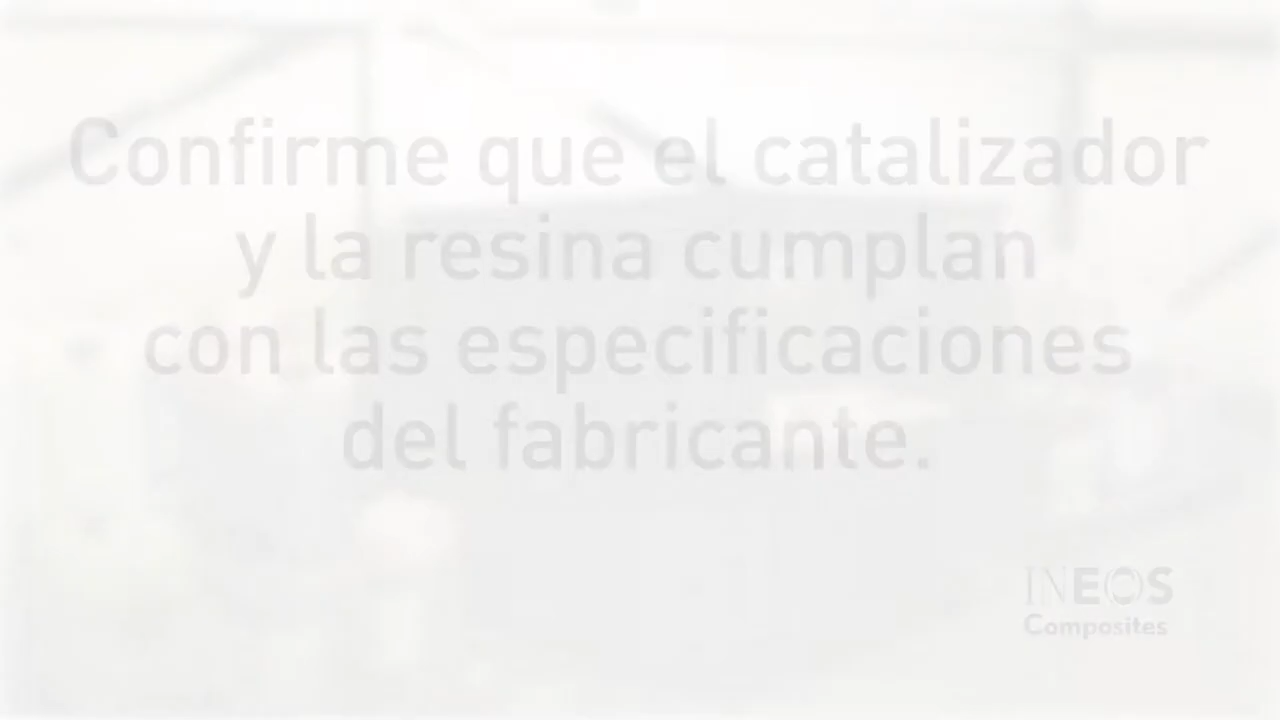 Confirme que el catalizador
y la resina cumplan
con las especificaciones
del fabricante.
INEOS
Composites